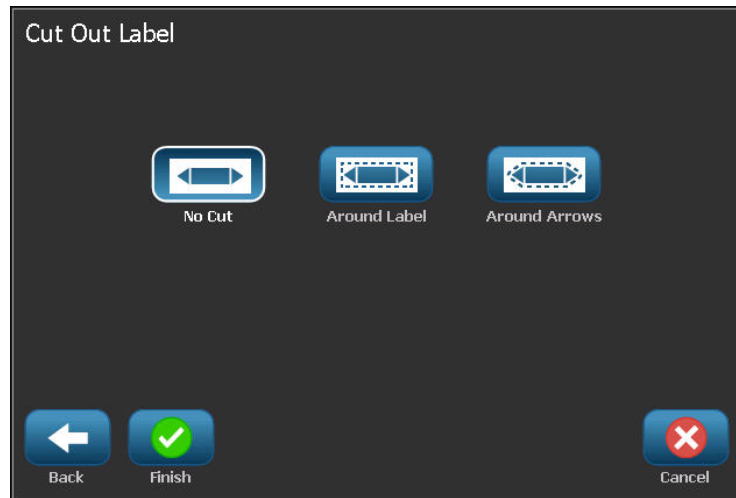 Cut Out Label
No Cut
Around Label
Around Arrows
Back
Finish
Cancel